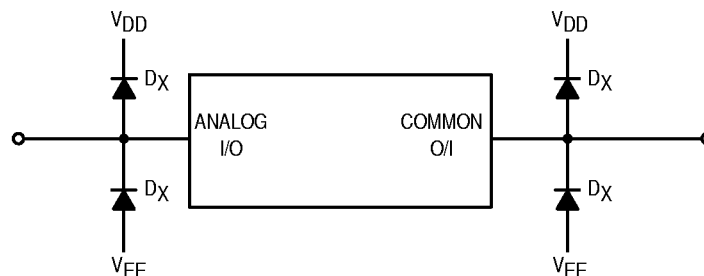 VDD
VDD
DX
DX
ANALOG
I/O
COMMON
O/I
DX
DX
VEE
VEE